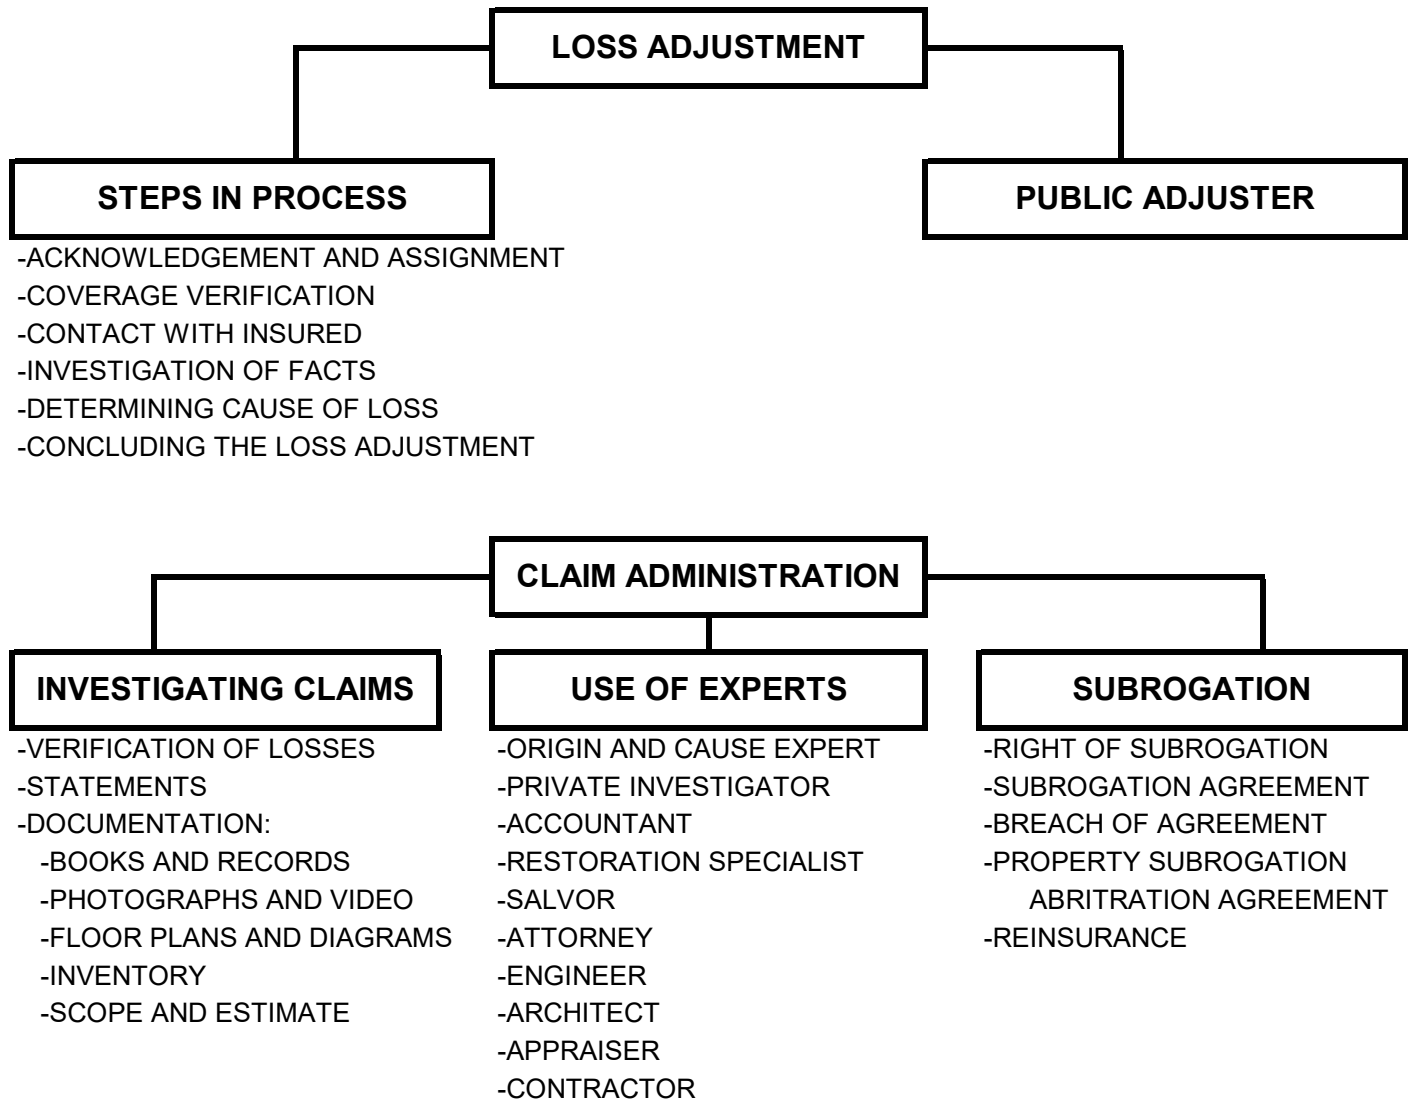 LOSS ADJUSTMENT
STEPS IN PROCESS
-ACKNOWLEDGEMENT AND ASSIGNMENT
-COVERAGE VERIFICATION
-CONTACT WITH INSURED
-INVESTIGATION OF FACTS
-DETERMINING CAUSE OF LOSS
-CONCLUDING THE LOSS ADJUSTMENT
PUBLIC ADJUSTER
CLAIM ADMINISTRATION
INVESTIGATING CLAIMS
-VERIFICATION OF LOSSES
-STATEMENTS
-DOCUMENTATION:
-BOOKS AND RECORDS
-PHOTOGRAPHS AND VIDEO
-FLOOR PLANS AND DIAGRAMS
-INVENTORY
-SCOPE AND ESTIMATE
USE OF EXPERTS
-ORIGIN AND CAUSE EXPERT
-PRIVATE INVESTIGATOR
-ACCOUNTANT
-RESTORATION SPECIALIST
-SALVOR
-ATTORNEY
-ENGINEER
-ARCHITECT
-APPRAISER
-CONTRACTOR
SUBROGATION
-RIGHT OF SUBROGATION
-SUBROGATION AGREEMENT
-BREACH OF AGREEMENT
-PROPERTY SUBROGATION
ABRITRATION AGREEMENT
-REINSURANCE